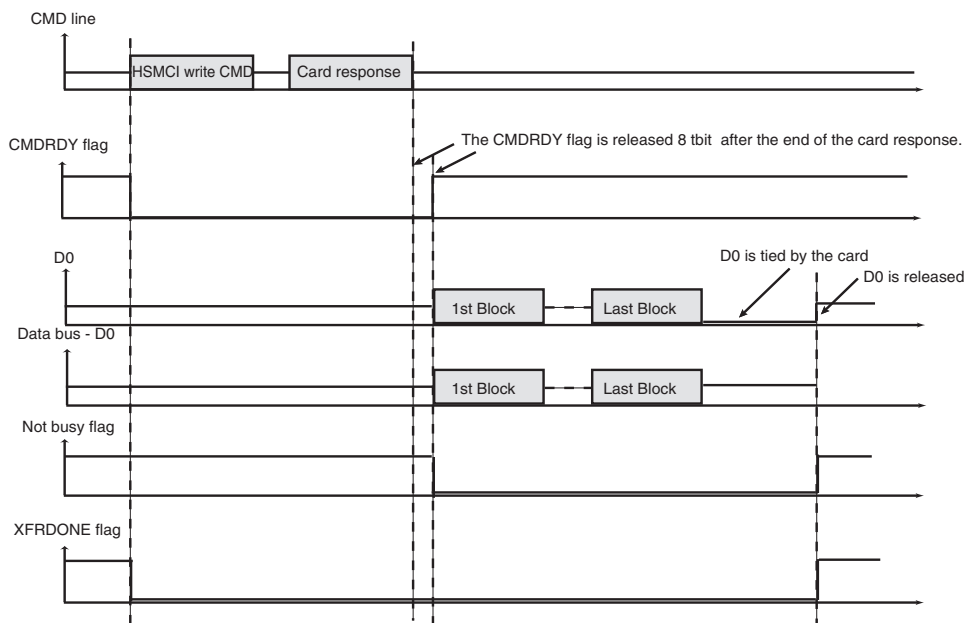 CMD line
HSMCI write CMD
Card response
CMDRDY flag
The CMDRDY flag is released 8 tbit after the end of the card response.
D0
D0 is tied by the card
D0 is released
1st Block
Last Block
Data bus - D0
1st Block
Last Block
Not busy flag
XFRDONE flag